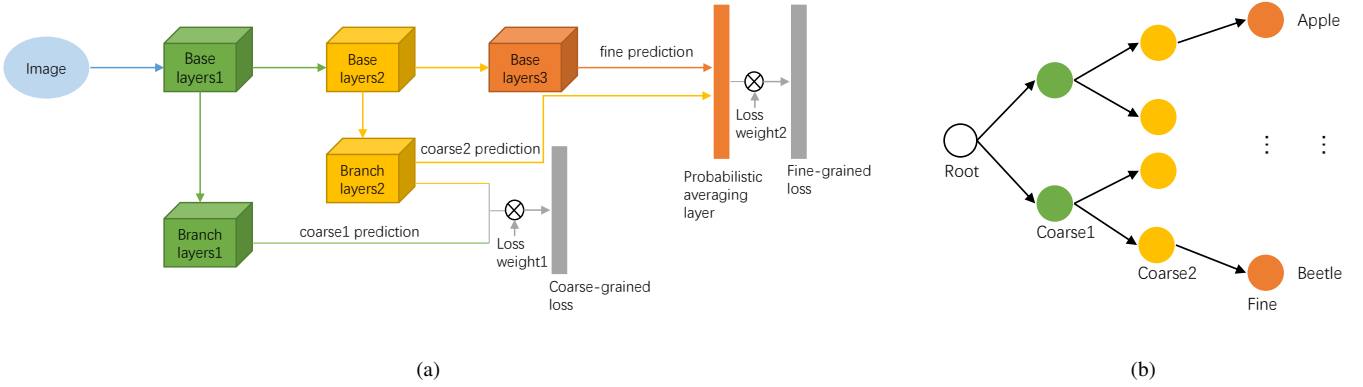 Image
Base
layers1
Base
layers2
Base
layers3
fine prediction
Loss
weight2
coarse2 prediction
Branch
layers2
Probabilistic
averaging
layer
Fine-grained
loss
Branch
layers1
coarse1 prediction
Loss
weight1
Coarse-grained
loss
(a)
Apple
Root
Coarse1
Coarse2
Beetle
Fine
(b)